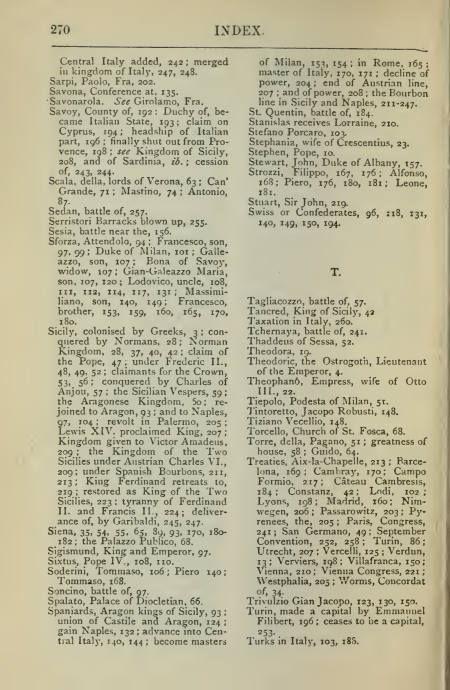 270 INDEX.
Central Italy added, 242; merged
in kingdom of Italy, 247, 248.
Sarpi, Paolo, Fra, 202.
Savona, Conference at, 135.
Savonarola. See Girolamo, Fra.
Savoy, County of, 192: Duchy of, be-
came Italian State, 193; claim on
Cyprus, 194; headship of Italian
part, 196; finally shut out from Pro-
vence, 198; see Kingdom of Sicily,
208, and of Sardinia, ib.; cession
of, 243, 244.
Scala, della, lords of Verona, 63; Can'
Grande, 71; Mastino, 74; Antonio,
87.
Sedan, battle of, 257.
Serristori Barracks blown up, 255.
Sesia, battle near the, 156.
Sforza, Attendolo, 94; Francesco, son,
97, 99; Duke of Milan, 101; Galle-
azzo, son, 107; Bona of Savoy,
widow, 107; Gian-Galeazzo Maria,
son, 107, 120; Lodovico, uncle, 108,
111, 112, 114, 117, 131; Massimi-
liano, son, 140, 149; Francesco,
brother, 153, 159, 160, 165, 170,
180.
Sicily, colonised by Greeks, 3; con-
quered by Normans, 28; Norman
Kingdom, 28, 37, 40, 42; claim of
the Pope, 47; under Frederic II.,
48, 49, 52; claimants for the Crown,
53, 56; conquered by Charles of
Anjou, 57; the Sicilian Vespers, 59;
the Aragonese Kingdom, 80; re-
joined to Aragon, 93; and to Naples,
97, 104; revolt in Palermo, 205;
Lewis XIV. proclaimed King, 207;
Kingdom given to Victor Amadeus,
209; the Kingdom of the Two
Sicilies under Austrian Charles VI.,
209; under Spanish Bourbons, 211,
213; King Ferdinand retreats to,
219; restored as King of the Two
Sicilies, 223; tyranny of Ferdinand
II. and Francis II., 224; deliver-
ance of, by Garibaldi, 245, 247.
Siena, 35, 54, 55, 65, 89, 93, 170, 180-
182; the Palazzo Publico, 68.
Sigismund, King and Emperor, 97.
Sixtus, Pope IV., 108, 110.
Soderini, Tommaso, 106; Piero 140;
Tommaso, 168.
Soncino, battle of, 97.
Spalato, Palace of Diocletian, 66.
Spaniards, Aragon kings of Sicily, 93;
union of Castile and Aragon, 124;
gain Naples, 132; advance into Cen-
tral Italy, 140, 144; become masters
of Milan, 153, 154; in Rome, 165;
master of Italy, 170, 171; decline of
power, 204; end of Austrian line,
207; and of power, 208; the Bourbon
line in Sicily and Naples, 211-247.
St. Quentin, battle of, 184.
Stanislas receives Lorraine, 210.
Stefano Porcaro, 103.
Stephania, wife of Crescentius, 23.
Stephen, Pope, 10.
Stewart, John, Duke of Albany, 157.
Strozzi, Filippo, 167, 176; Alfonso,
168; Piero, 176, 180, 181; Leone,
181.
Stuart, Sir John, 219.
Swiss or Confederates, 96, 118, 131,
140, 149, 150, 194.
T.
Tagliacozzo, battle of, 57.
Tancred, King of Sicily, 42
Taxation in Italy, 260.
Tchernaya, battle of, 241.
Thaddeus of Sessa, 52.
Theodora, 19.
Theodoric, the Ostrogoth, Lieutenant
of the Emperor, 4.
Theophanô, Empress, wife of Otto
III., 22.
Tiepolo, Podesta of Milan, 51.
Tintoretto, Jacopo Robusti, 148.
Tiziano Vecellio, 148.
Torcello, Church of St. Fosca, 68.
Torre, della, Pagano, 51; greatness of
house, 58; Guido, 64.
Treaties, Aix-la-Chapelle, 213; Barce-
lona, 169; Cambray, 170; Campo
Formio, 217; Câteau Cambresis,
184; Constanz, 42; Lodi, 102;
Lyons, 198; Madrid, 160; Nim-
wegen, 206; Passarowitz, 203; Py-
renees, the, 205; Paris, Congress,
241; San Germano, 49; September
Convention, 252, 258; Turin, 86;
Utrecht, 207; Vercelli, 125; Verdun,
13; Verviers, 198; Villafranca, 150;
Vienna, 210; Vienna Congress, 221;
Westphalia, 205; Worms, Concordat
of, 34.
Trivulzio Gian Jacopo, 123, 130, 150.
Turin, made a capital by Emmanuel
Filibert, 196; ceases to be a capital,
253.
Turks in Italy, 103, 186.